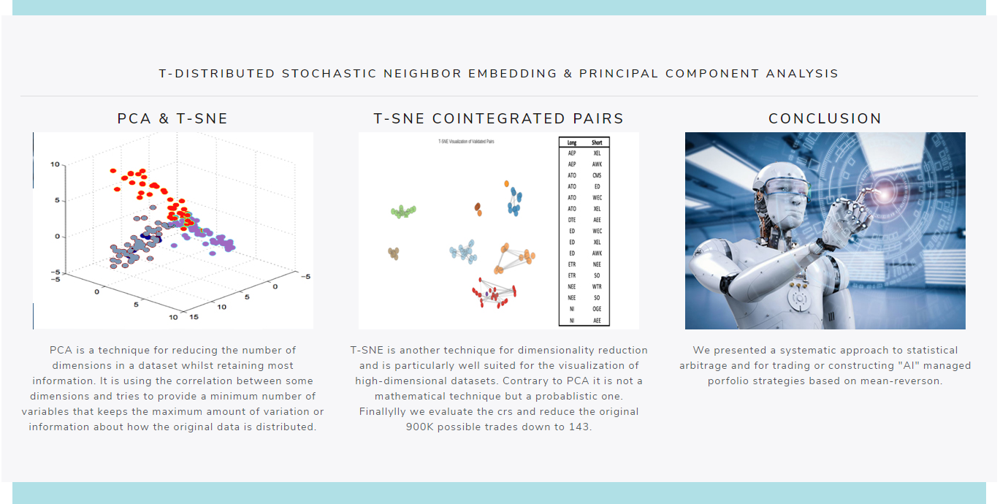 T-DISTRIBUTED STOCHASTIC NEIGHBOR EMBEDDING & PRINCIPAL COMPONENT ANALYSIS
PCA & T-SNE
10
5
0
−5
−5
0
5
10
15
10
5
0
−5
PCA is a technique for reducing the number of
dimensions in a dataset whilst retaining most
information. It is using the correlation between some
dimensions and tries to provide a minimum number of
variables that keeps the maximum amount of variation or
information about how the original data is distributed.
T-SNE COINTEGRATED PAIRS
T-SNE Visualization of Validated Pairs
Long Short
AEP XEL
AEP AWK
ATO CMS
ATO ED
ATO WEC
ATO XEL
DTE AEE
ED WEC
ED XEL
ED AWK
ETR NEE
ETR SO
NEE WTR
NEE SO
NI OGE
NI AEE
T-SNE is another technique for dimensionality reduction
and is particularly well suited for the visualization of
high-dimensional datasets. Contrary to PCA it is not a
mathematical technique but a probablistic one.
Finallylly we evaluate the crs and reduce the original
900K possible trades down to 143.
CONCLUSION
We presented a systematic approach to statistical
arbitrage and for trading or constructing "AI" managed
porfolio strategies based on mean-reverson.